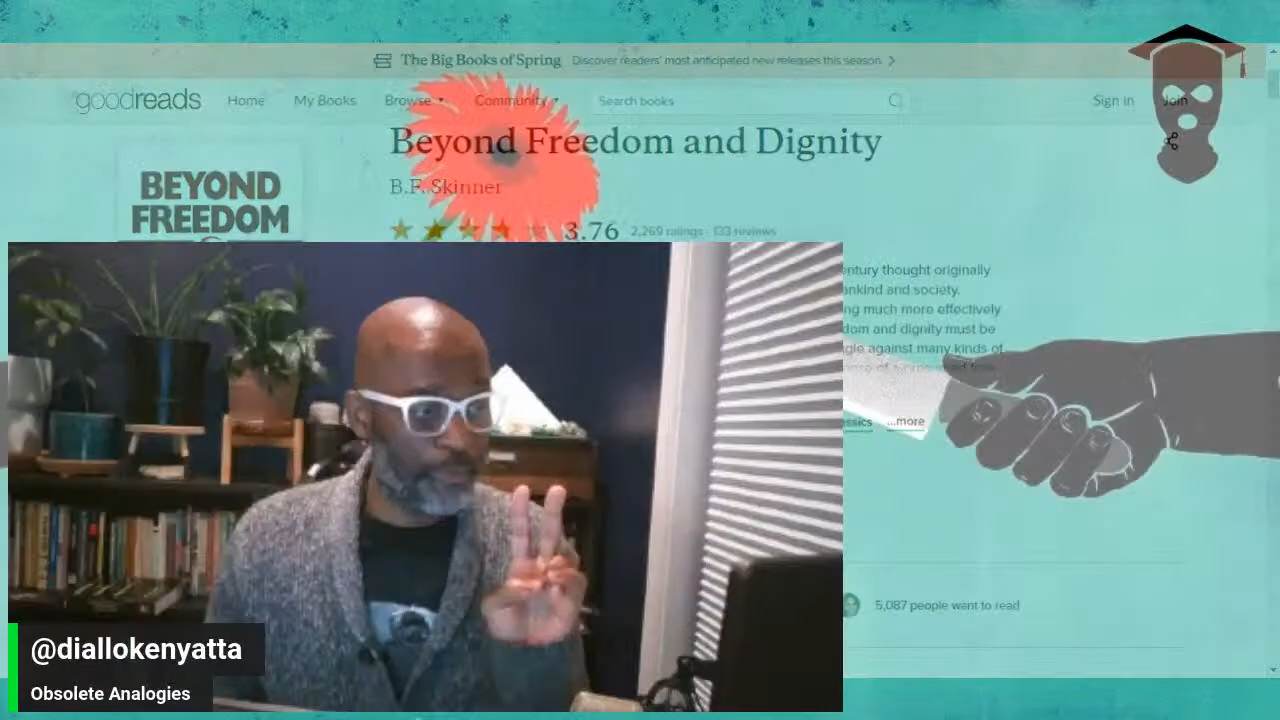 The Big Books of Spring Discover readers' most anticipated new releases this season
goodreads Home My Books Browse Community Search books Sign in Join
Beyond Freedom and Dignity
B.F. Skinner
BEYOND
FREEDOM
3.76 2,269 ratings · 133 reviews
entury thought originally
ankind and society.
ng much more effectively
dom and dignity must be
gle against many kinds of
...more
5,087 people want to read
@diallokenyatta
Obsolete Analogies